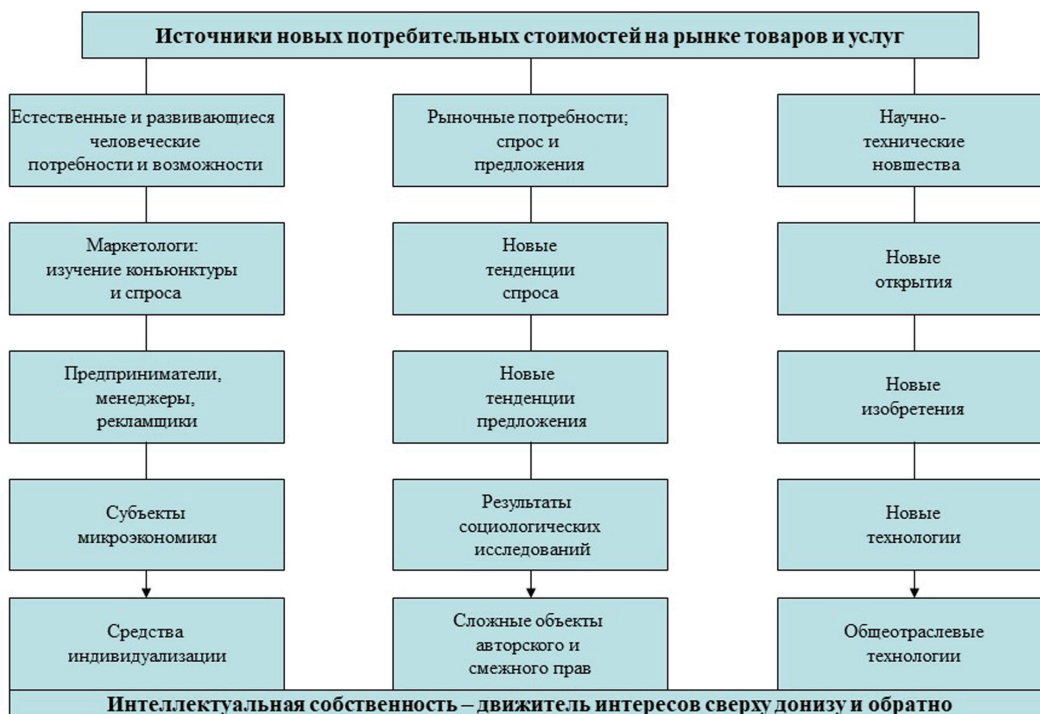 Источники новых потребительных стоимостей на рынке товаров и услуг
Естественные и развивающиеся
человеческие
потребности и возможности
Рыночные потребности;
спрос и
предложения
Научно-
технические
новшества
Маркетологи:
изучение конъюнктуры
и спроса
Новые
тенденции
спроса
Новые
открытия
Предприниматели,
менеджеры,
рекламщики
Новые
тенденции
предложения
Новые
изобретения
Субъекты
микроэкономики
Результаты
социологических
исследований
Новые
технологии
Средства
индивидуализации
Сложные объекты
авторского и
смежного прав
Общеотраслевые
технологии
Интеллектуальная собственность – движитель интересов сверху донизу и обратно